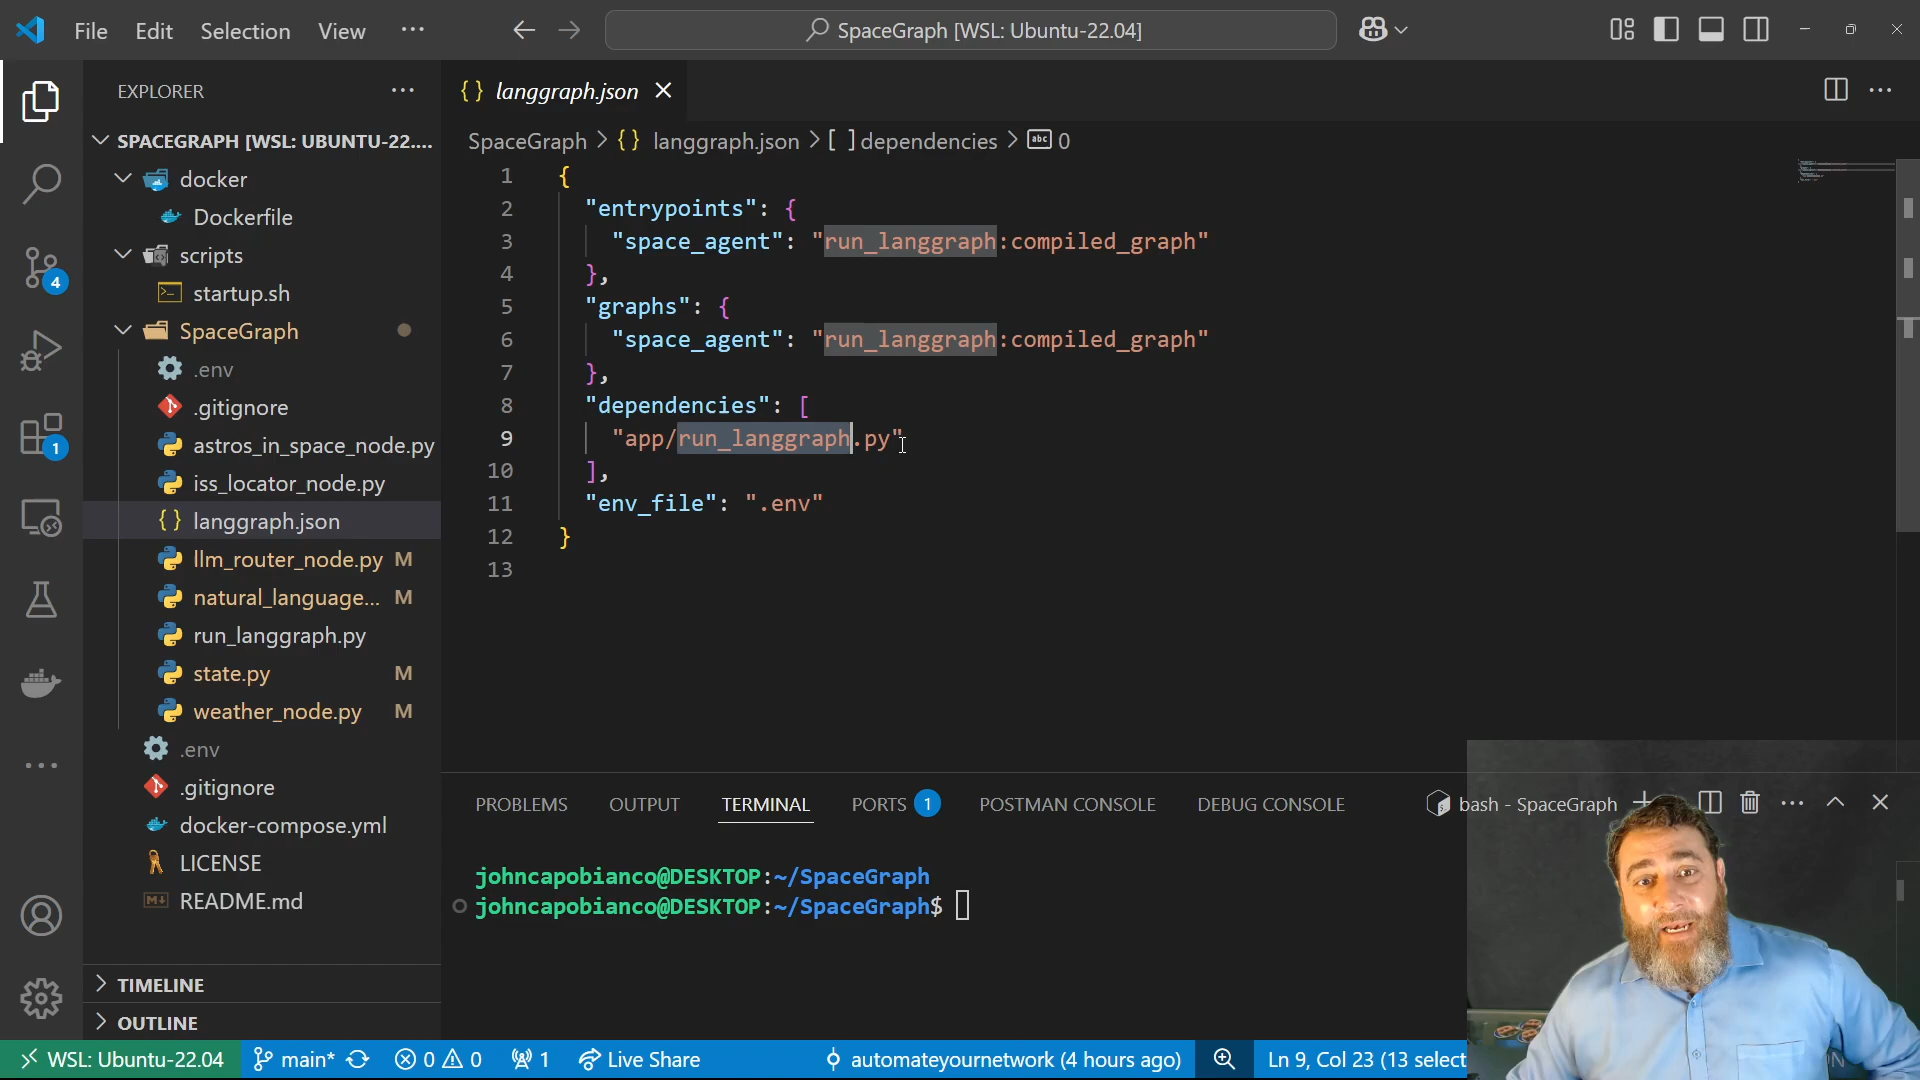 File Edit Selection View ...
SpaceGraph [WSL: Ubuntu-22.04]
EXPLORER
SPACEGRAPH [WSL: UBUNTU-22....
docker
Dockerfile
scripts
startup.sh
SpaceGraph
.env
.gitignore
astros_in_space_node.py
iss_locator_node.py
langgraph.json
llm_router_node.py M
natural_language... M
run_langgraph.py
state.py M
weather_node.py M
.env
.gitignore
docker-compose.yml
LICENSE
README.md
TIMELINE
OUTLINE
4
1
{ } langgraph.json
SpaceGraph > { } langgraph.json > [ ] dependencies > abc 0
1 {
2 "entrypoints": {
3 "space_agent": "run_langgraph:compiled_graph"
4 },
5 "graphs": {
6 "space_agent": "run_langgraph:compiled_graph"
7 },
8 "dependencies": [
9 "app/run_langgraph.py"
10 ],
11 "env_file": ".env"
12 }
13
PROBLEMS OUTPUT TERMINAL PORTS 1 POSTMAN CONSOLE DEBUG CONSOLE bash - SpaceGraph
johncapobianco@DESKTOP:~/SpaceGraph
johncapobianco@DESKTOP:~/SpaceGraph$
WSL: Ubuntu-22.04 main* 0 0 1 Live Share automateyournetwork (4 hours ago) Ln 9, Col 23 (13 select